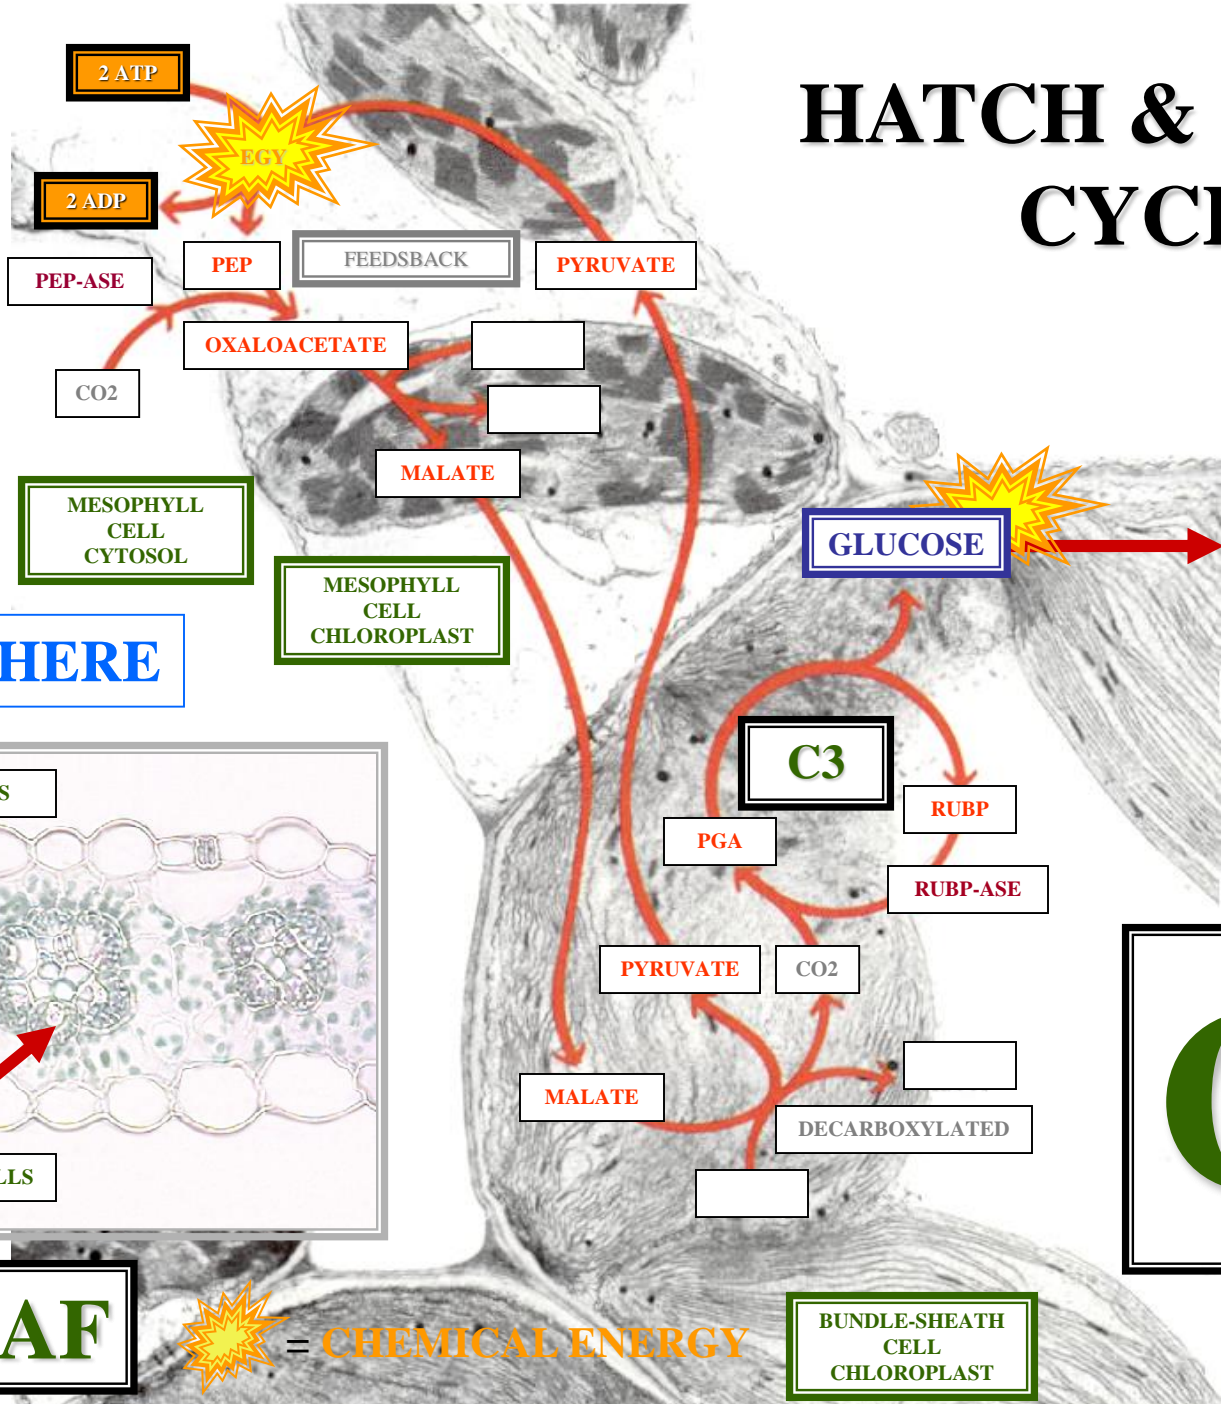 HATCH &
CYCL
2 ATP
EGY
2 ADP
PEP
FEEDSBACK
PYRUVATE
PEP-ASE
OXALOACETATE
CO2
MALATE
MESOPHYLL
CELL
CYTOSOL
GLUCOSE
MESOPHYLL
CELL
CHLOROPLAST
HERE
C3
S
RUBP
PGA
RUBP-ASE
PYRUVATE
CO2
MALATE
DECARBOXYLATED
LLS
AF
= CHEMICAL ENERGY
BUNDLE-SHEATH
CELL
CHLOROPLAST